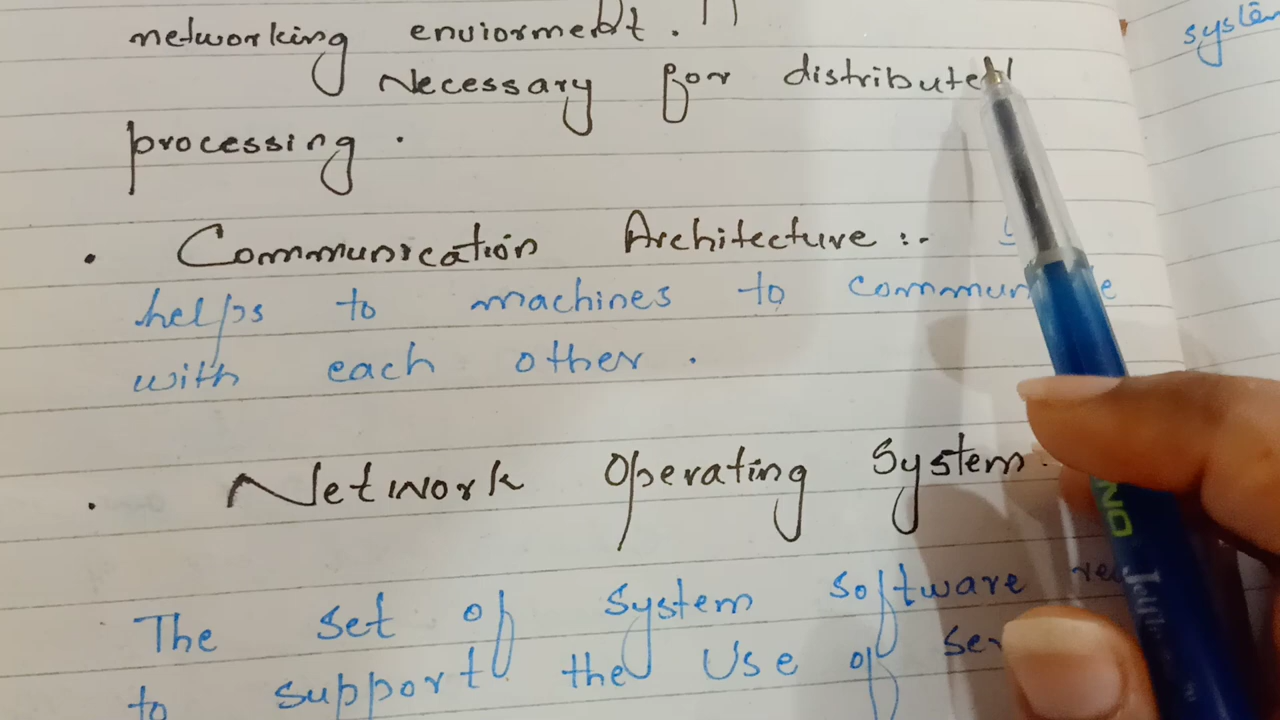 networking enviorment.
Necessary for distributed
processing.
• Communication Architecture :-
helps to machines to
with each other.
• Network Operating System.
The set of system software
to support the Use of
system